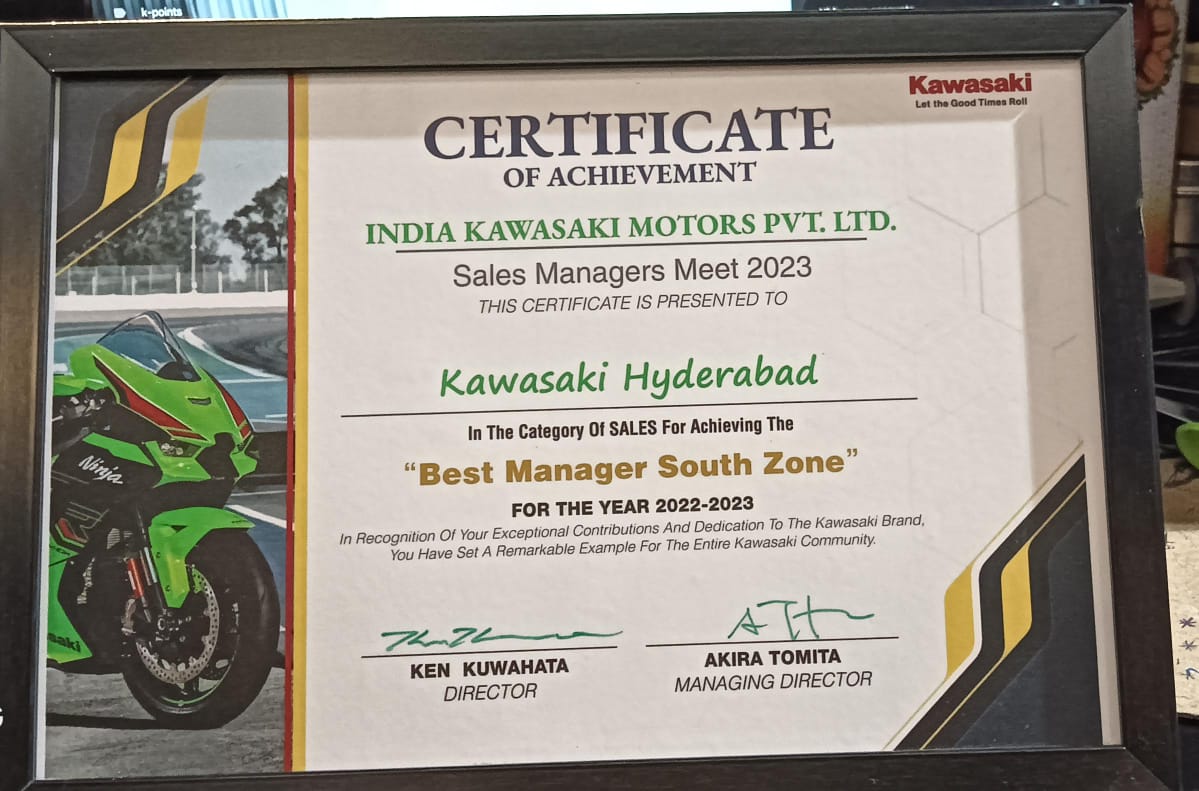 k-points
Kawasaki
Let the Good Times Roll
CERTIFICATE
OF ACHIEVEMENT
INDIA KAWASAKI MOTORS PVT. LTD.
Sales Managers Meet 2023
THIS CERTIFICATE IS PRESENTED TO
Kawasaki Hyderabad
In The Category Of SALES For Achieving The
“Best Manager South Zone”
FOR THE YEAR 2022-2023
In Recognition Of Your Exceptional Contributions And Dedication To The Kawasaki Brand,
You Have Set A Remarkable Example For The Entire Kawasaki Community.
Ninja
KEN KUWAHATA
DIRECTOR
AKIRA TOMITA
MANAGING DIRECTOR